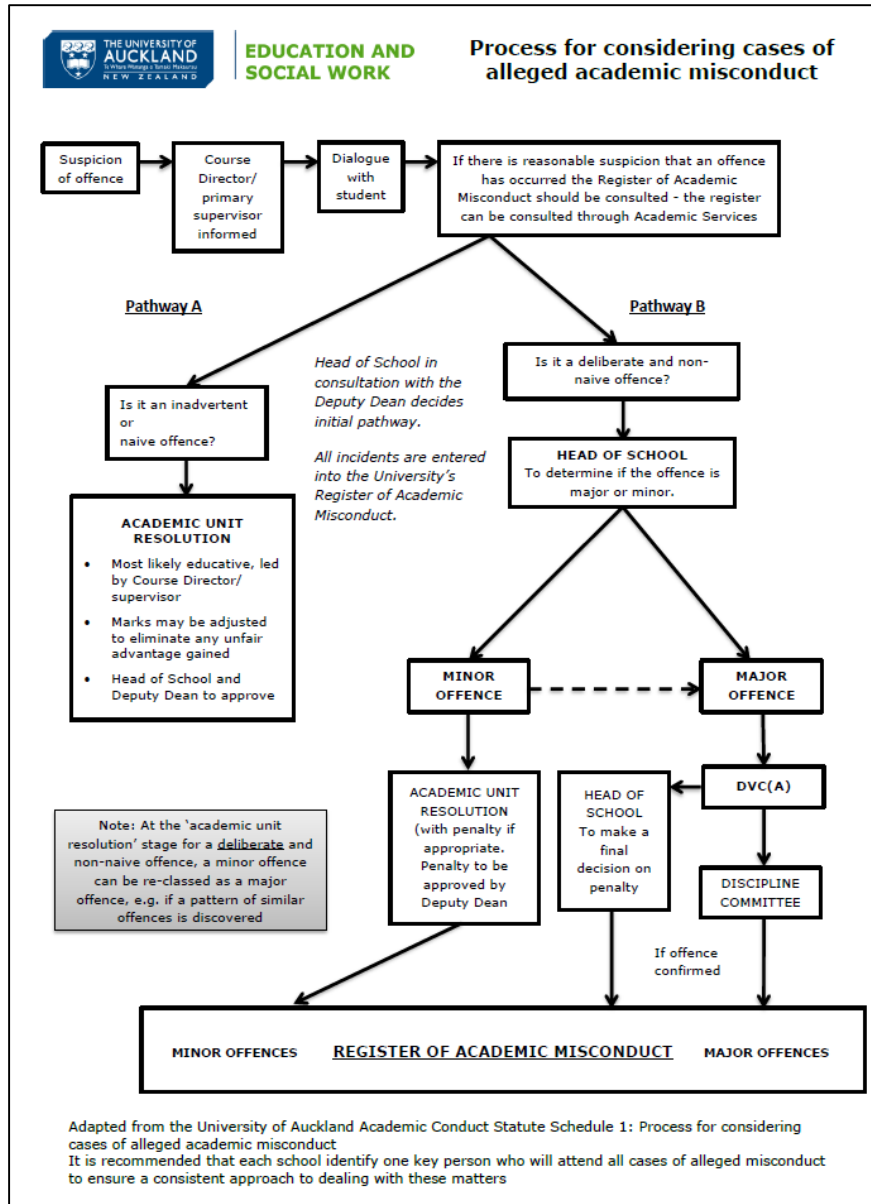 THE UNIVERSITY OF
AUCKLAND
Te Whare Wānanga o Tāmaki Makaurau
NEW ZEALAND
EDUCATION AND
SOCIAL WORK
Process for considering cases of
alleged academic misconduct
Suspicion
of offence
Course
Director/
primary
supervisor
informed
Dialogue
with
student
If there is reasonable suspicion that an offence
has occurred the Register of Academic
Misconduct should be consulted - the register
can be consulted through Academic Services
Pathway A
Pathway B
Is it an inadvertent
or
naive offence?
Head of School in
consultation with the
Deputy Dean decides
initial pathway.
All incidents are entered
into the University's
Register of Academic
Misconduct.
Is it a deliberate and non-
naive offence?
HEAD OF SCHOOL
To determine if the offence is
major or minor.
ACADEMIC UNIT
RESOLUTION
• Most likely educative, led
by Course Director/
supervisor
• Marks may be adjusted
to eliminate any unfair
advantage gained
• Head of School and
Deputy Dean to approve
MINOR
OFFENCE
MAJOR
OFFENCE
ACADEMIC UNIT
RESOLUTION
(with penalty if
appropriate.
Penalty to be
approved by
Deputy Dean
HEAD OF
SCHOOL
To make a
final
decision on
penalty
DVC(A)
DISCIPLINE
COMMITTEE
Note: At the 'academic unit
resolution' stage for a deliberate and
non-naive offence, a minor offence
can be re-classed as a major
offence, e.g. if a pattern of similar
offences is discovered
If offence
confirmed
MINOR OFFENCES REGISTER OF ACADEMIC MISCONDUCT MAJOR OFFENCES
Adapted from the University of Auckland Academic Conduct Statute Schedule 1: Process for considering
cases of alleged academic misconduct
It is recommended that each school identify one key person who will attend all cases of alleged misconduct
to ensure a consistent approach to dealing with these matters